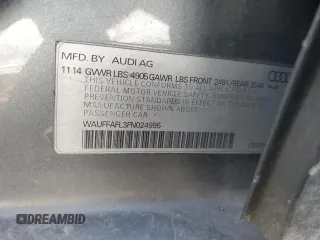 MFD. BY: AUDI AG
11.14 GVWR LBS 4905 GAWR LBS FRONT 2491/REAR 2546
THIS VEHICLE CONFORMS TO ALL APPLICABLE
FEDERAL MOTOR VEHICLE SAFETY, BUMPER AND
STANDARDS IN EFFECT ON THE DATE OF MANUFACTURE
SHOWN ABOVE.
PASSENGER CAR
WAUFFAFL3FN024995